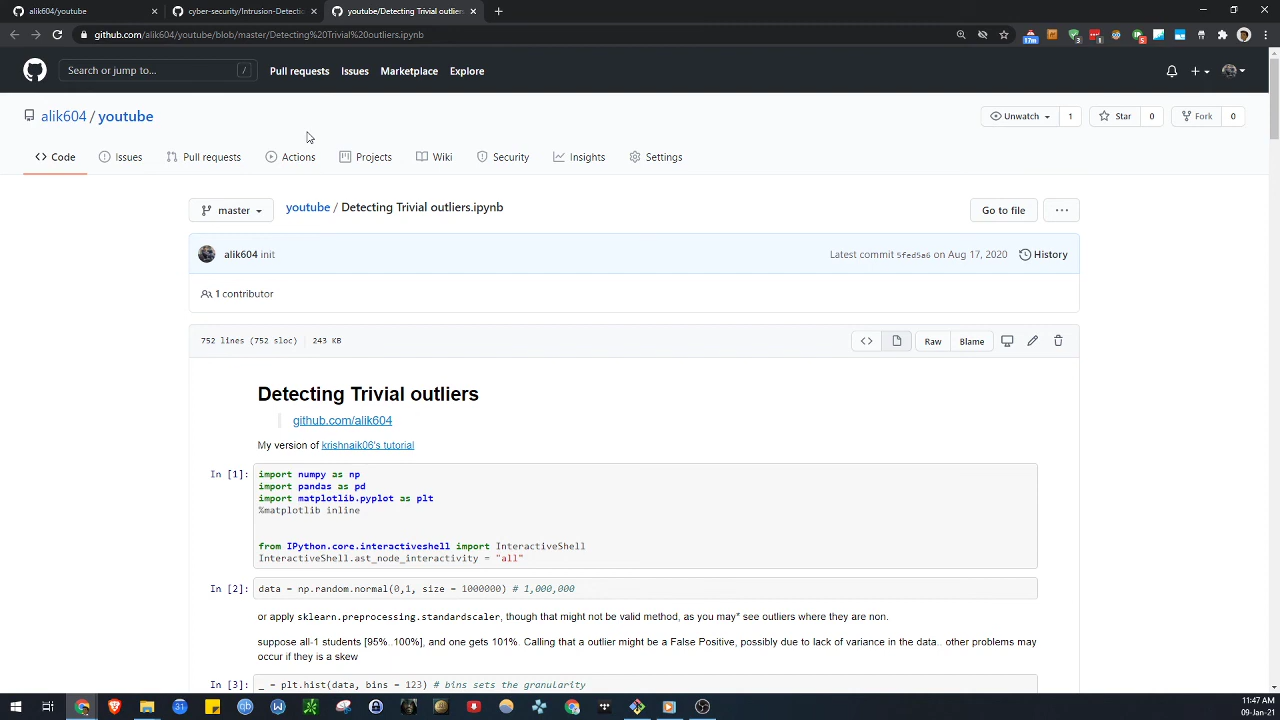 alik604/youtube
cyber-security/Intrusion-Detecti
youtube/Detecting Trivial outliers
github.com/alik604/youtube/blob/master/Detecting%20Trivial%20outliers.ipynb
17m
3
1
5
Search or jump to...
/
Pull requests
Issues
Marketplace
Explore
alik604 / youtube
Unwatch 1
Star 0
Fork 0
Code
Issues
Pull requests
Actions
Projects
Wiki
Security
Insights
Settings
master
youtube / Detecting Trivial outliers.ipynb
Go to file
...
alik604 init
Latest commit 5fed5a6 on Aug 17, 2020
History
1 contributor
752 lines (752 sloc) 243 KB
<>
Raw
Blame
Detecting Trivial outliers
github.com/alik604
My version of krishnaik06's tutorial
In [1]:
import numpy as np
import pandas as pd
import matplotlib.pyplot as plt
%matplotlib inline
from IPython.core.interactiveshell import InteractiveShell
InteractiveShell.ast_node_interactivity = "all"
In [2]:
data = np.random.normal(0,1, size = 1000000) # 1,000,000
or apply sklearn.preprocessing.standardscaler, though that might not be valid method, as you may* see outliers where they are non.
suppose all-1 students [95%..100%], and one gets 101%. Calling that a outlier might be a False Positive, possibly due to lack of variance in the data.. other problems may
occur if they is a skew
In [3]:
_ = plt.hist(data, bins = 123) # bins sets the granularity
31
11:47 AM
09-Jan-21